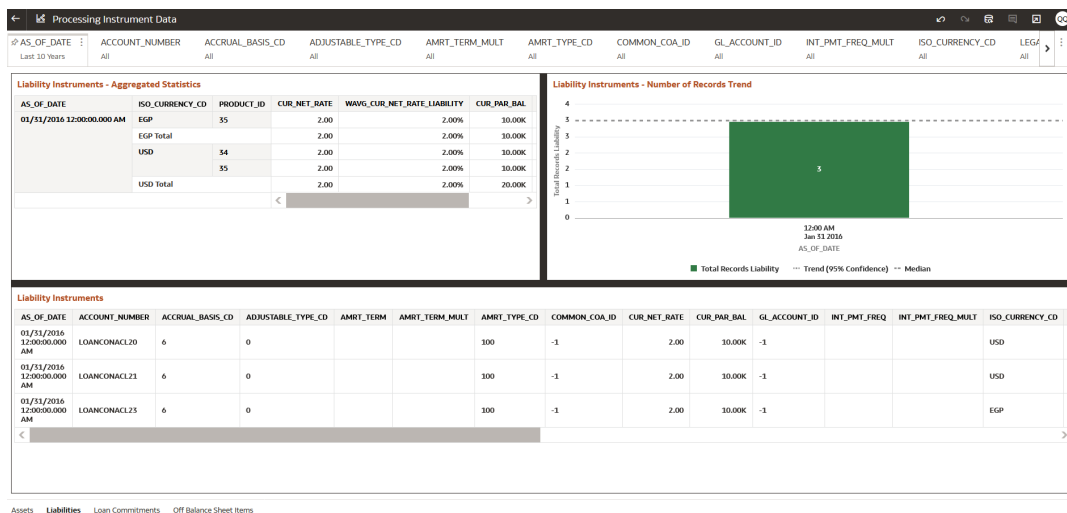 Processing Instrument Data
QQ
AS_OF_DATE ACCOUNT_NUMBER ACCRUAL_BASIS_CD ADJUSTABLE_TYPE_CD AMRT_TERM_MULT AMRT_TYPE_CD COMMON_COA_ID GL_ACCOUNT_ID INT_PMT_FREQ_MULT ISO_CURRENCY_CD
Last 10 Years All All All All All All All All All All
Liability Instruments - Aggregated Statistics
AS_OF_DATE ISO_CURRENCY_CD PRODUCT_ID CUR_NET_RATE WAVG_CUR_NET_RATE_LIABILITY CUR_PAR_BAL
01/31/2016 12:00:00.000 AM EGP 35 2.00 2.00% 10.00K
EGP Total 2.00 2.00% 10.00K
USD 34 2.00 2.00% 10.00K
35 2.00 2.00% 10.00K
USD Total 2.00 2.00% 20.00K
Liability Instruments - Number of Records Trend
Total Records Liability
4
3
3
2
2
1
1
0
3
12:00 AM
Jan 31 2016
AS_OF_DATE
Total Records Liability Trend (95% Confidence) Median
Liability Instruments
AS_OF_DATE ACCOUNT_NUMBER ACCRUAL_BASIS_CD ADJUSTABLE_TYPE_CD AMRT_TERM AMRT_TERM_MULT AMRT_TYPE_CD COMMON_COA_ID CUR_NET_RATE CUR_PAR_BAL GL_ACCOUNT_ID INT_PMT_FREQ INT_PMT_FREQ_MULT ISO_CURRENCY_CD
01/31/2016
12:00:00.000 LOANCONACL20 6 0 100 -1 2.00 10.00K -1 USD
AM
01/31/2016
12:00:00.000 LOANCONACL21 6 0 100 -1 2.00 10.00K -1 USD
AM
01/31/2016
12:00:00.000 LOANCONACL23 6 0 100 -1 2.00 10.00K -1 EGP
AM
Assets Liabilities Loan Commitments Off Balance Sheet Items